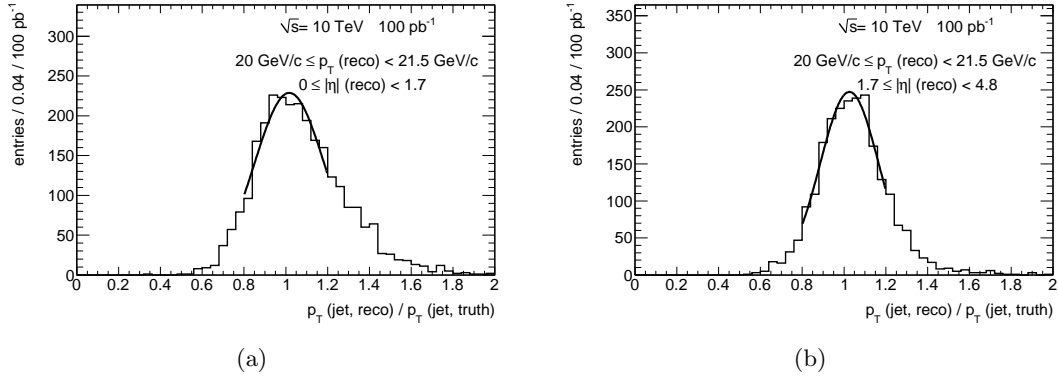 entries / 0.04 / 100 pb⁻¹
√s= 10 TeV 100 pb⁻¹
20 GeV/c ≤ p_T (reco) < 21.5 GeV/c
0 ≤ |η| (reco) < 1.7
300
250
200
150
100
50
0
0 0.2 0.4 0.6 0.8 1 1.2 1.4 1.6 1.8 2
p_T (jet, reco) / p_T (jet, truth)
(a)
entries / 0.04 / 100 pb⁻¹
√s= 10 TeV 100 pb⁻¹
20 GeV/c ≤ p_T (reco) < 21.5 GeV/c
1.7 ≤ |η| (reco) < 4.8
350
300
250
200
150
100
50
0
0 0.2 0.4 0.6 0.8 1 1.2 1.4 1.6 1.8 2
p_T (jet, reco) / p_T (jet, truth)
(b)